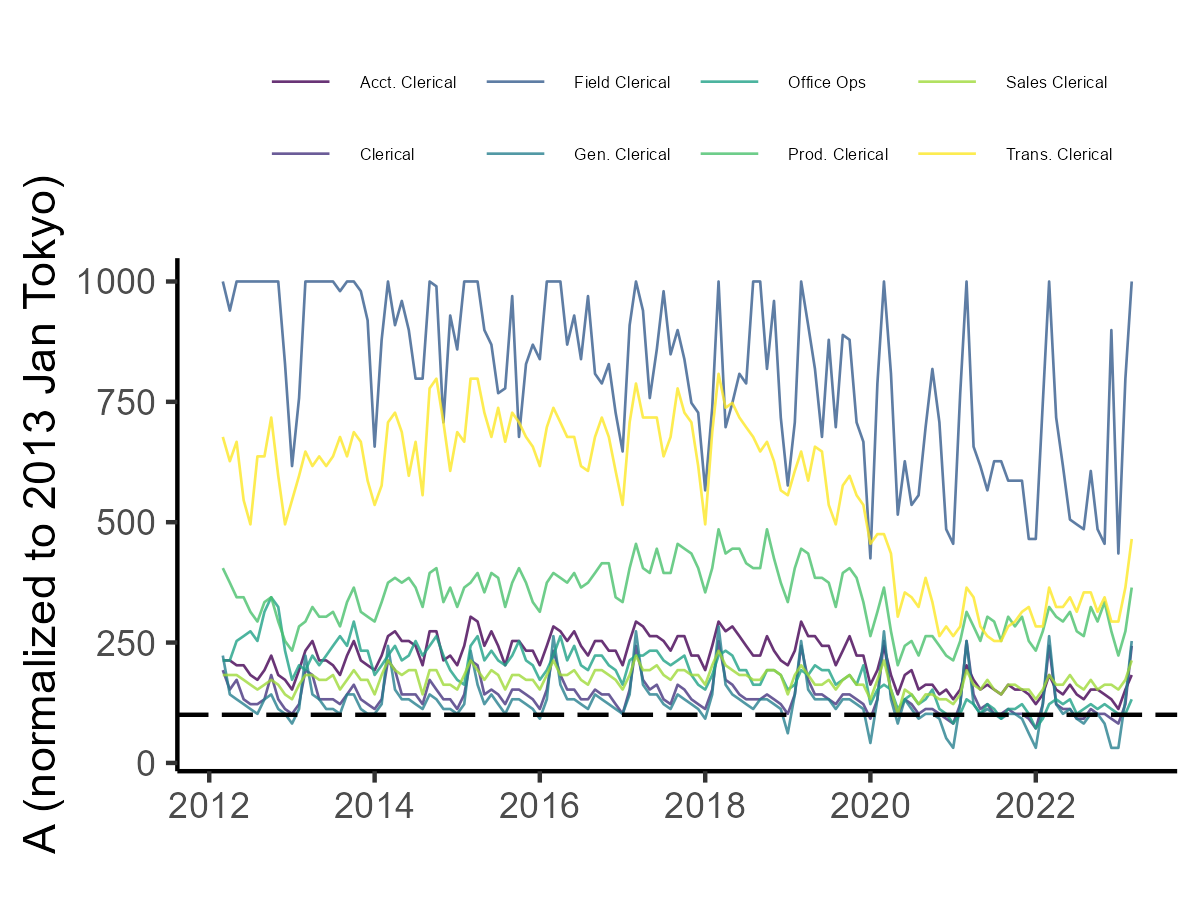 Acct. Clerical
Field Clerical
Office Ops
Sales Clerical
Clerical
Gen. Clerical
Prod. Clerical
Trans. Clerical
A (normalized to 2013 Jan Tokyo)
1000
750
500
250
0
2012
2014
2016
2018
2020
2022